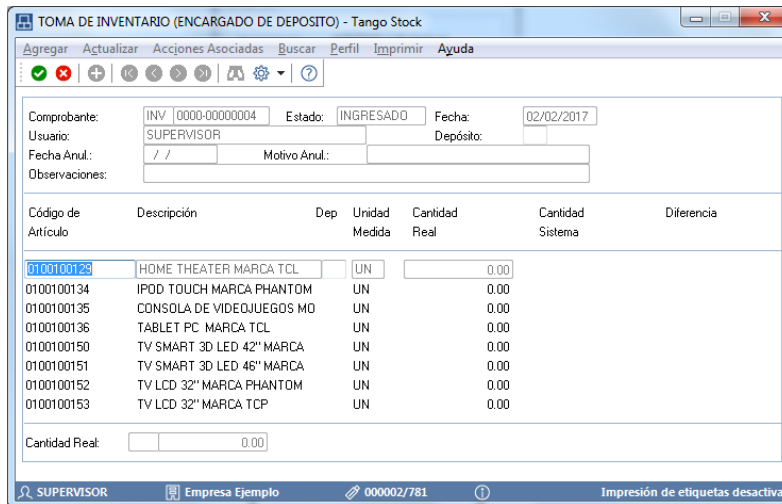 TOMA DE INVENTARIO (ENCARGADO DE DEPOSITO) - Tango Stock
Agregar Actualizar Acciones Asociadas Buscar Perfil Imprimir Ayuda
Comprobante: INV 0000-00000004 Estado: INGRESADO Fecha: 02/02/2017
Usuario: SUPERVISOR Depósito:
Fecha Anul.: / / Motivo Anul.:
Observaciones:
Código de Descripción Dep Unidad Cantidad Cantidad Diferencia
Artículo Medida Real Sistema
0100100129 HOME THEATER MARCA TCL UN 0.00
0100100134 IPOD TOUCH MARCA PHANTOM UN 0.00
0100100135 CONSOLA DE VIDEOJUEGOS MO UN 0.00
0100100136 TABLET PC MARCA TCL UN 0.00
0100100150 TV SMART 3D LED 42" MARCA UN 0.00
0100100151 TV SMART 3D LED 46" MARCA UN 0.00
0100100152 TV LCD 32" MARCA PHANTOM UN 0.00
0100100153 TV LCD 32" MARCA TCP UN 0.00
Cantidad Real: 0.00
SUPERVISOR Empresa Ejemplo 000002/781 Impresión de etiquetas desactiva